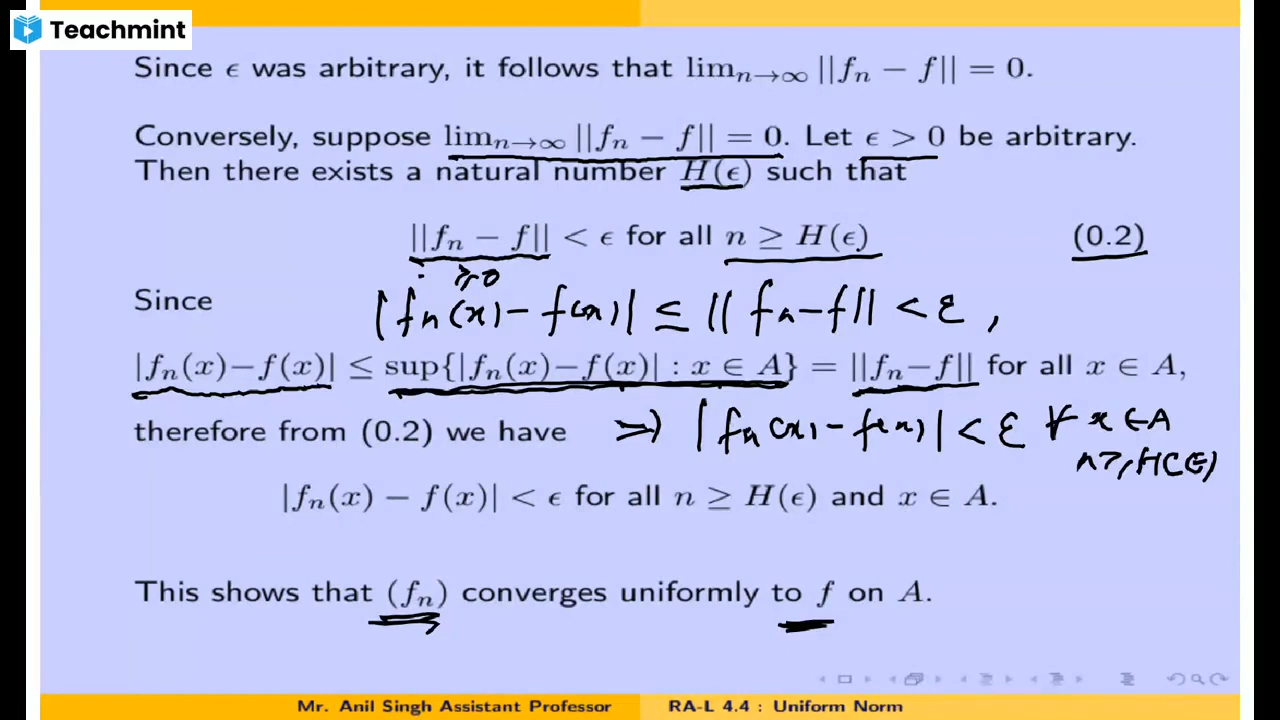 Teachmint
Since ϵ was arbitrary, it follows that lim_{n→∞} ||f_n − f|| = 0.
Conversely, suppose lim_{n→∞} ||f_n − f|| = 0. Let ϵ > 0 be arbitrary.
Then there exists a natural number H(ϵ) such that
||f_n − f|| < ϵ for all n ≥ H(ϵ) (0.2)
≥0
Since |f_n(x) − f(x)| ≤ ||f_n − f|| < ε,
|f_n(x)−f(x)| ≤ sup{|f_n(x)−f(x)| : x ∈ A} = ||f_n−f|| for all x ∈ A,
therefore from (0.2) we have ⇒ |f_n(x) − f(x)| < ε ∀ x ∈ A
n ≥ H(ϵ)
|f_n(x) − f(x)| < ϵ for all n ≥ H(ϵ) and x ∈ A.
This shows that (f_n) converges uniformly to f on A.
Mr. Anil Singh Assistant Professor RA-L 4.4 : Uniform Norm